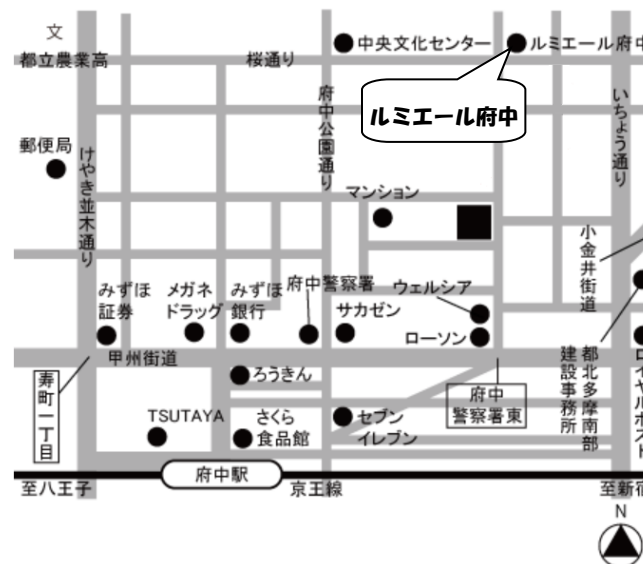 文
都立農業高
桜通り
中央文化センター
ルミエール府中
ルミエール府中
郵便局
けやき並木通り
府中公園通り
いちょう通り
マンション
小金井街道
みずほ
証券
メガネ
ドラッグ
みずほ
銀行
府中警察署
サカゼン
ウェルシア
ローソン
甲州街道
寿町一丁目
ろうきん
府中
警察署東
都北多摩南部
建設事務所
ロイヤルホスト
TSUTAYA
さくら
食品館
セブン
イレブン
府中駅
至八王子
京王線
至新宿
N